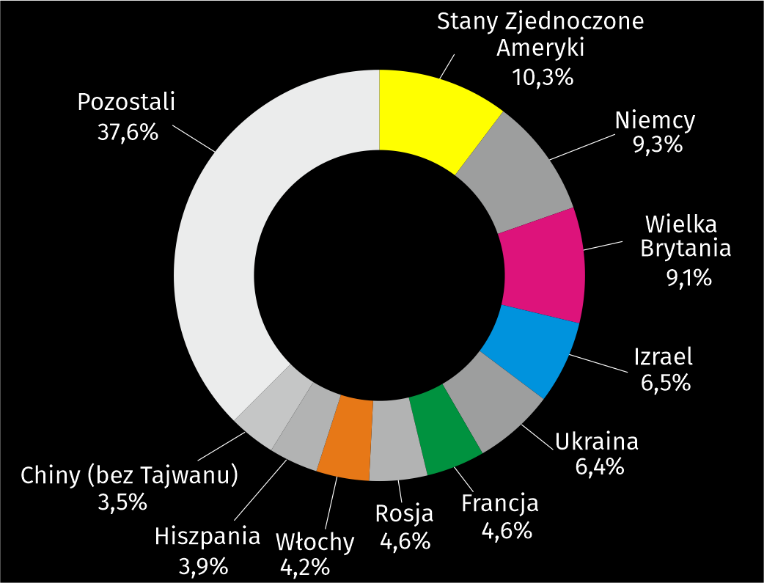 Stany Zjednoczone
Ameryki
10,3%
Niemcy
9,3%
Wielka
Brytania
9,1%
Izrael
6,5%
Ukraina
6,4%
Francja
4,6%
Rosja
4,6%
Włochy
4,2%
Hiszpania
3,9%
Chiny (bez Tajwanu)
3,5%
Pozostali
37,6%